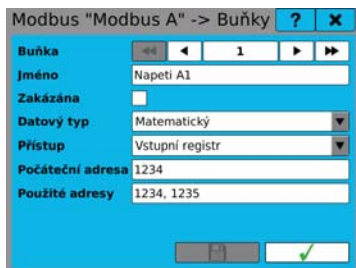 Modbus "Modbus A" -> Buňky ? ×
Buňka 1
Jméno Napeti A1
Zakázána
Datový typ Matematický
Přístup Vstupní registr
Počáteční adresa 1234
Použité adresy 1234, 1235